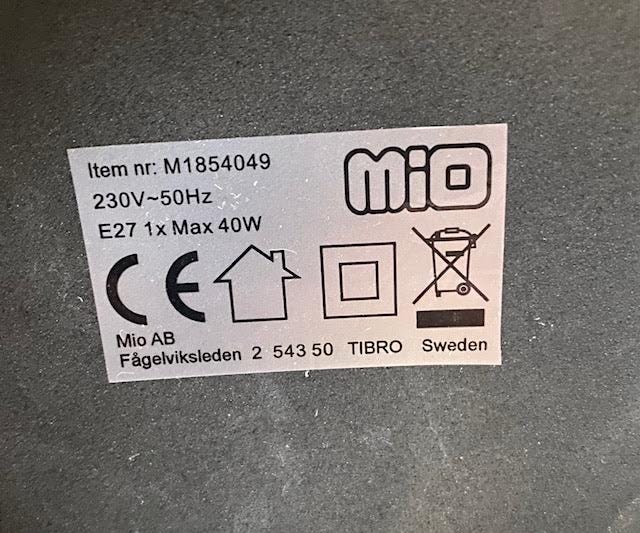 Item nr: M1854049
mio
230V~50Hz
E27 1x Max 40W
CE
Mio AB
Fågelviksleden 2 543 50 TIBRO Sweden